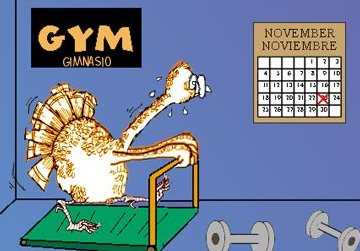 GYM
GIMNASIO
NOVEMBER
NOVIEMBRE
1 2 3
4 5 6 7 8 9 10
11 12 13 14 15 16 17
18 19 20 21 22 24
25 26 27 28 29 30